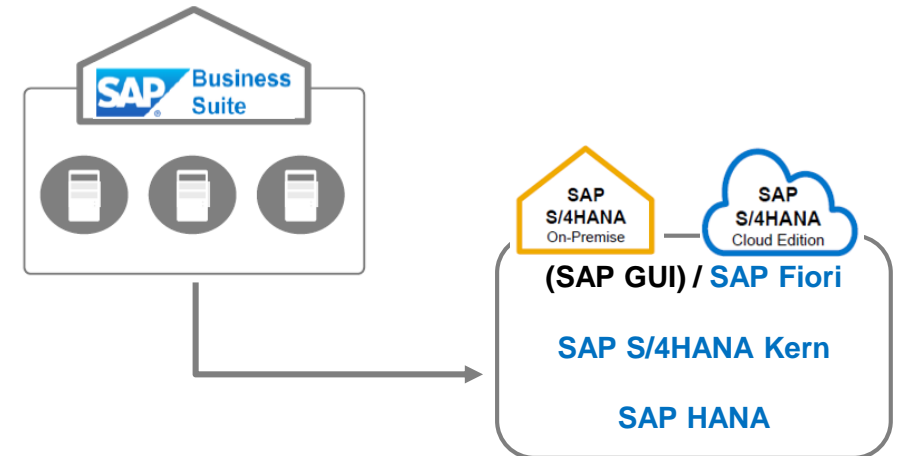 SAP
®
Business
Suite
SAP
S/4HANA
On-Premise
SAP
S/4HANA
Cloud Edition
(SAP GUI) / SAP Fiori
SAP S/4HANA Kern
SAP HANA